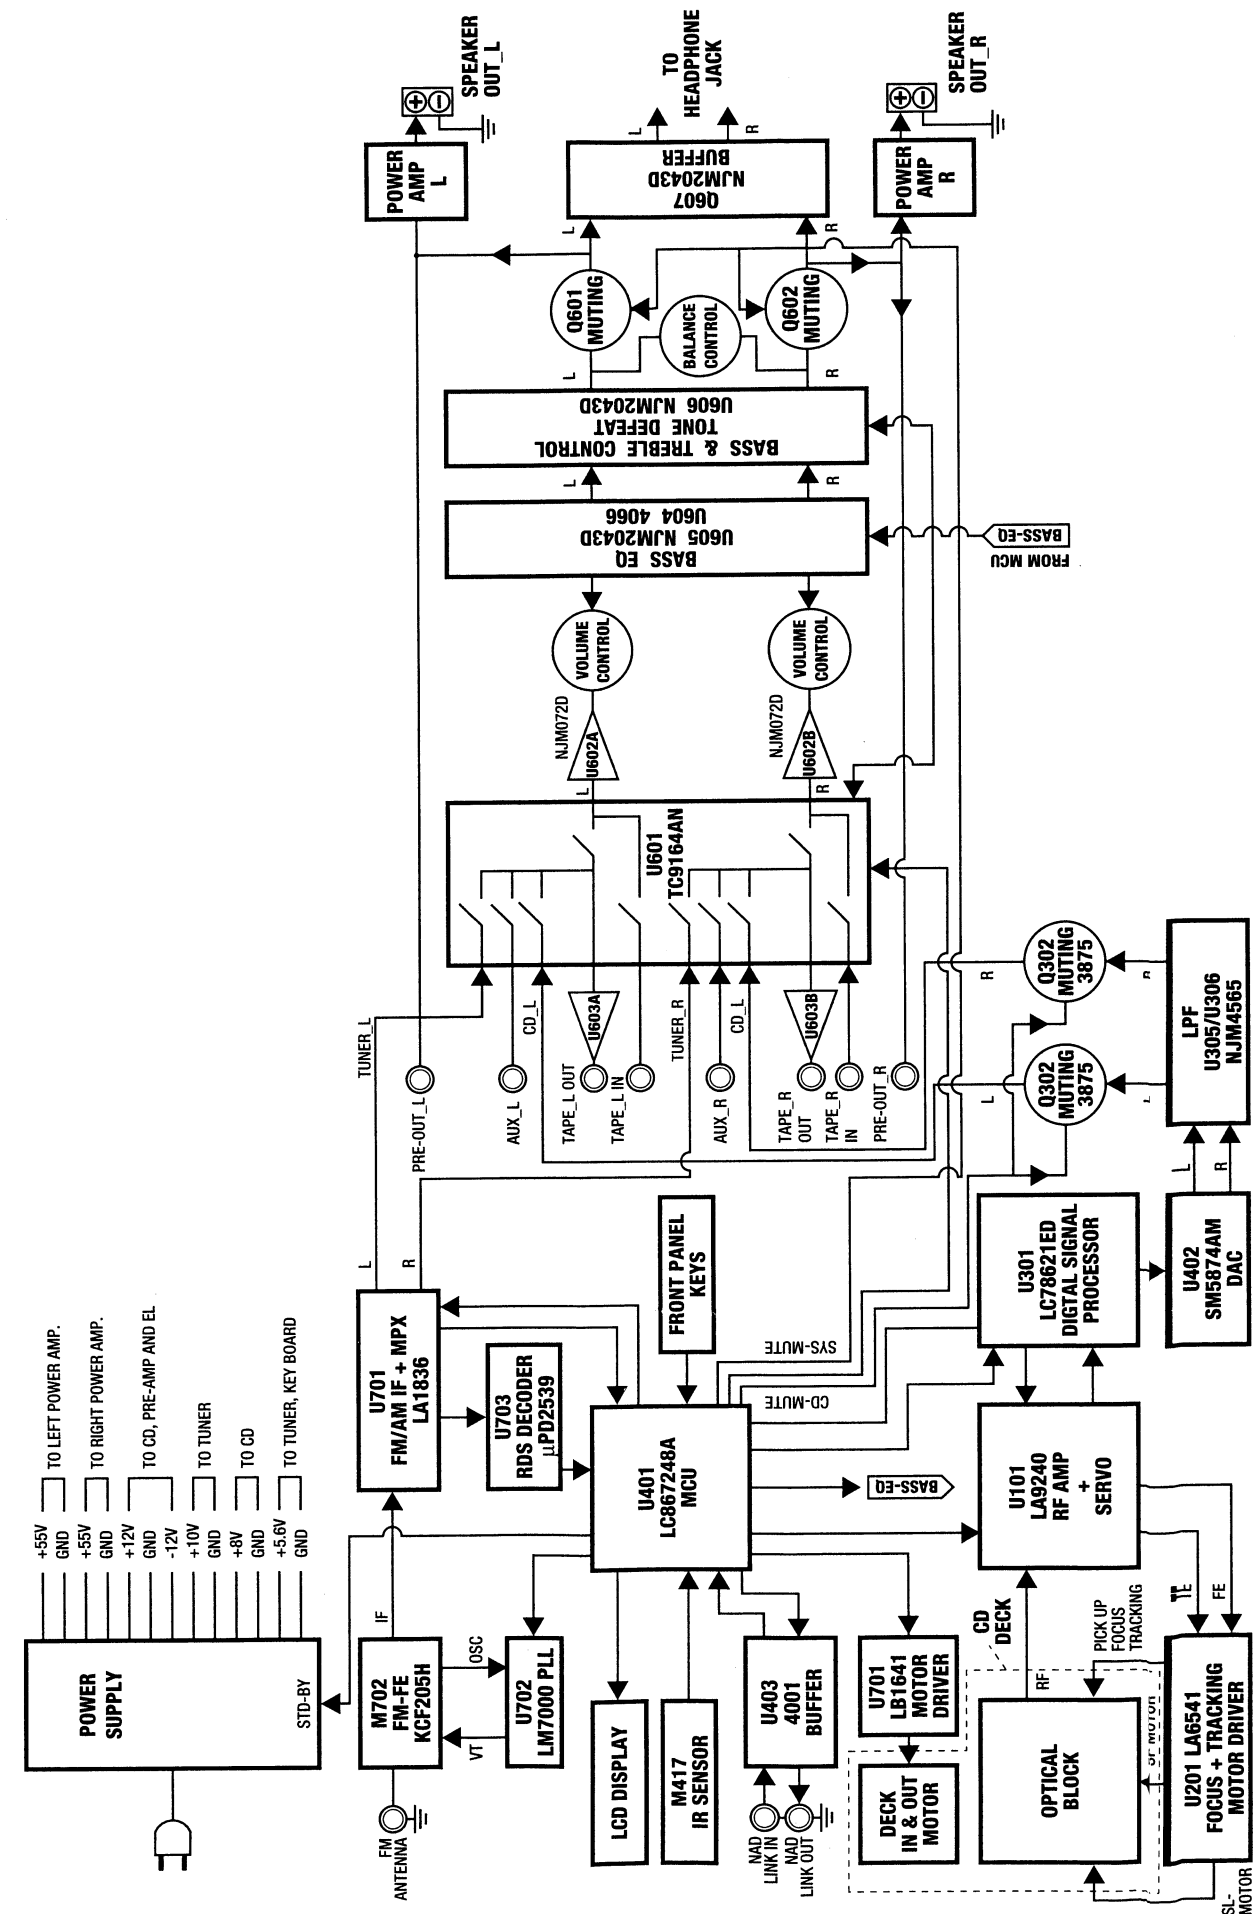 SPEAKER
OUT_L
TO
HEADPHONE
JACK
SPEAKER
OUT_R
POWER
AMP
L
L
R
Q607
NJM2043D
BUFFER
POWER
AMP
R
L
R
Q601
MUTING
BALANCE
CONTROL
Q602
MUTING
L
R
BASS & TREBLE CONTROL
TONE DEFEAT
U606 NJM2043D
L
R
BASS EQ
U605 NJM2043D
U604 4066
FROM MCU
BASS-EQ
VOLUME
CONTROL
VOLUME
CONTROL
NJM072D
U602A
NJM072D
U602B
L
R
U601
TC9164AN
TUNER_L
CD_L
U603A
TUNER_R
CD_L
U603B
PRE-OUT_L
AUX_L
TAPE_L OUT
TAPE_L IN
AUX_R
TAPE_R
OUT
TAPE_R
IN
PRE-OUT_R
R
L
Q302
MUTING
3875
Q302
MUTING
3875
R
L
LPF
U305/U306
NJM4565
L
R
U402
SM5874AM
DAC
U301
LC78621ED
DIGTAL SIGNAL
PROCESSOR
FRONT PANEL
KEYS
SYS-MUTE
CD-MUTE
L
R
U701
FM/AM IF + MPX
LA1836
U703
RDS DECODER
μPD2539
U401
LC867248A
MCU
BASS-EQ
U101
LA9240
RF AMP
+
SERVO
TO LEFT POWER AMP.
TO RIGHT POWER AMP.
TO CD, PRE-AMP AND EL
TO TUNER
TO CD
TO TUNER, KEY BOARD
+55V
GND
+55V
GND
+12V
GND
-12V
+10V
GND
+8V
GND
+5.6V
GND
POWER
SUPPLY
STD-BY
IF
M702
FM-FE
KCF205H
OSC
VT
U702
LM7000 PLL
FM
ANTENNA
LCD DISPLAY
M417
IR SENSOR
U403
4001
BUFFER
NAD
LINK IN
NAD
LINK OUT
U701
LB1641
MOTOR
DRIVER
DECK
IN & OUT
MOTOR
CD
DECK
RF
PICK UP
FOCUS
TRACKING
TE
FE
OPTICAL
BLOCK
SP MOTOR
U201 LA6541
FOCUS + TRACKING
MOTOR DRIVER
SL-
MOTOR